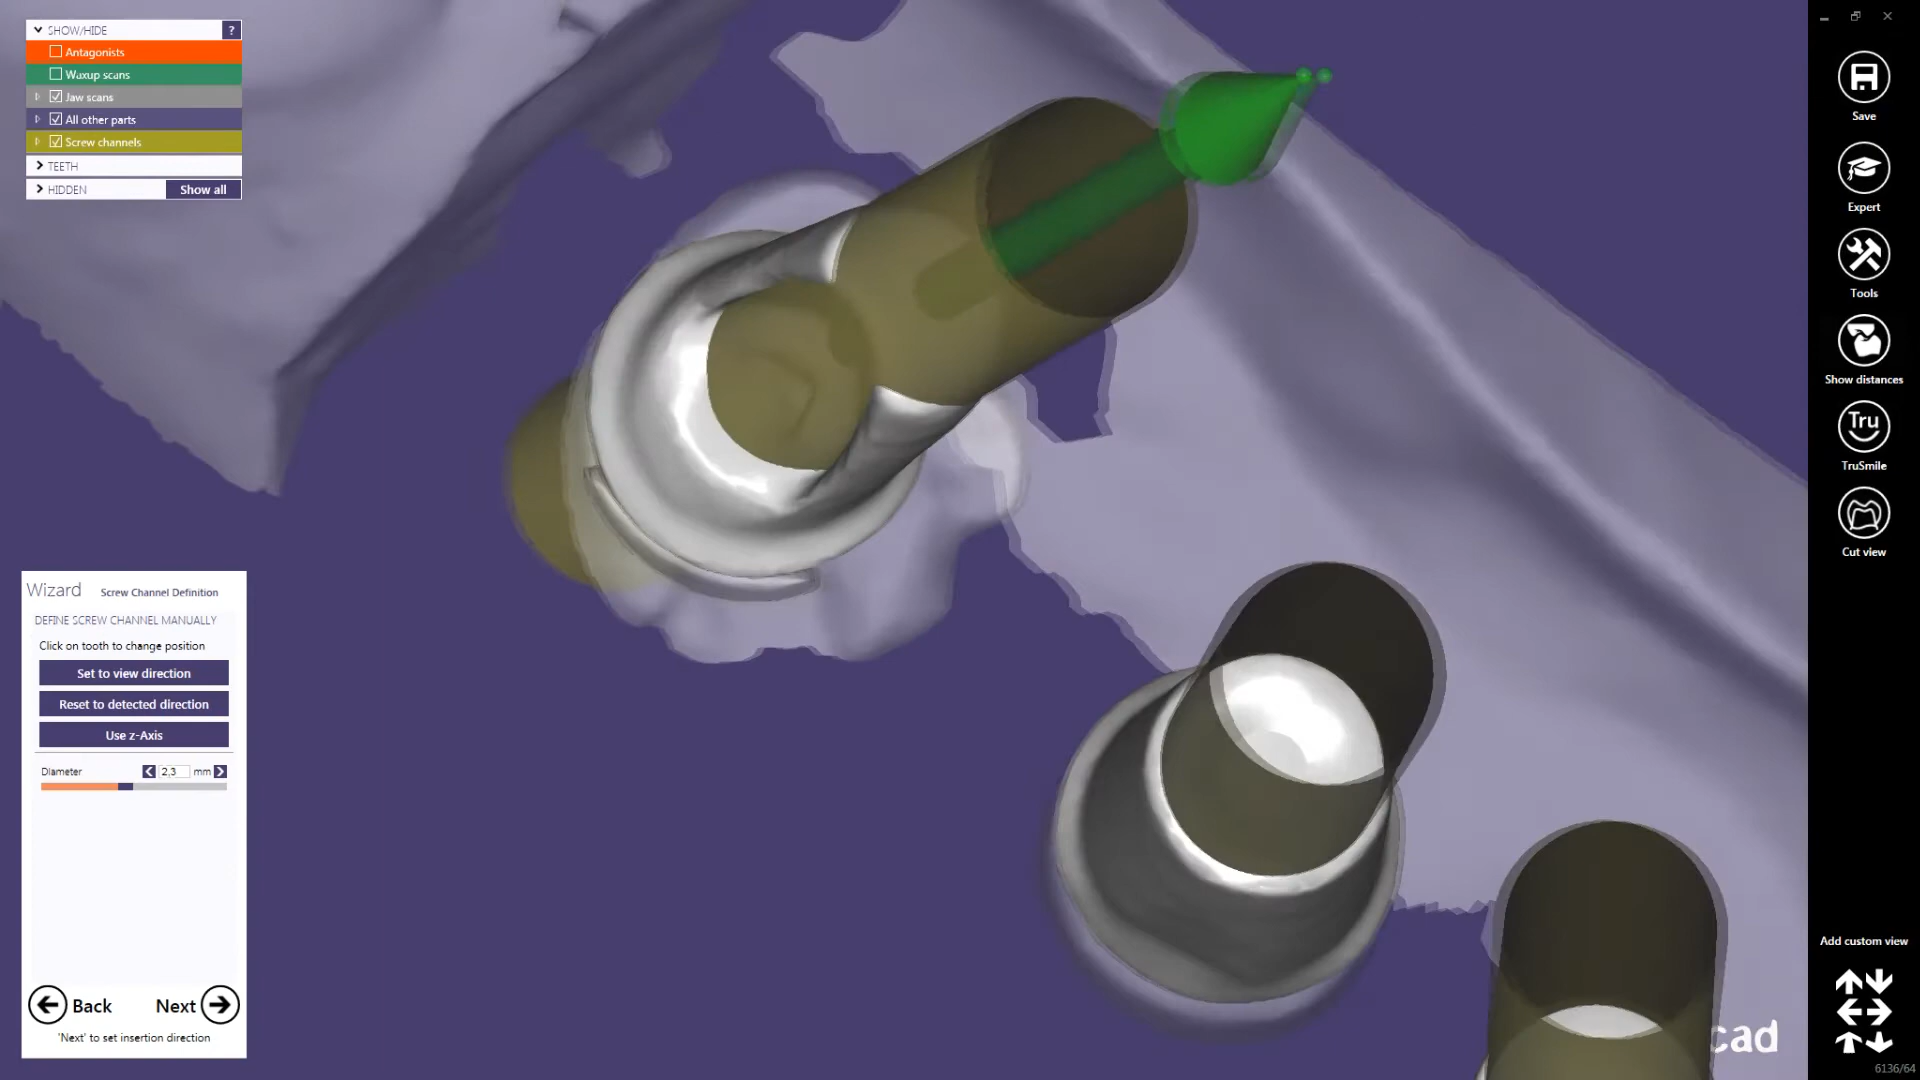 SHOW/HIDE ?
Antagonists
Waxup scans
Jaw scans
All other parts
Screw channels
TEETH
HIDDEN Show all
Wizard Screw Channel Definition
DEFINE SCREW CHANNEL MANUALLY
Click on tooth to change position
Set to view direction
Reset to detected direction
Use z-Axis
Diameter 2,3 mm
Back Next
'Next' to set insertion direction
Save
Expert
Tools
Show distances
Tru
TruSmile
Cut view
Add custom view
cad
6136/64